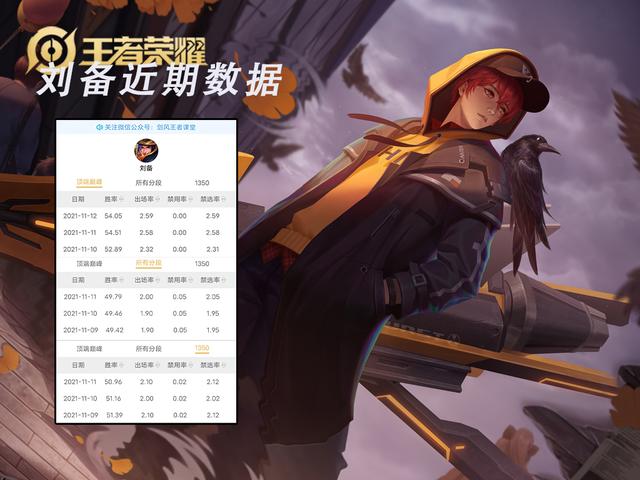 王者荣耀
刘备近期数据
关注微信公众号：剑风王者课堂
刘备
顶端巅峰 所有分段 1350
日期 胜率 出场率 禁用率 禁选率
2021-11-12 54.05 2.59 0.00 2.59
2021-11-11 54.51 2.58 0.00 2.58
2021-11-10 52.89 2.32 0.00 2.31
顶端巅峰 所有分段 1350
日期 胜率 出场率 禁用率 禁选率
2021-11-11 49.79 2.00 0.05 2.05
2021-11-10 49.46 1.90 0.05 1.95
2021-11-09 49.42 1.90 0.05 1.95
顶端巅峰 所有分段 1350
日期 胜率 出场率 禁用率 禁选率
2021-11-11 50.96 2.10 0.02 2.12
2021-11-10 51.16 2.00 0.02 2.02
2021-11-09 51.39 2.10 0.02 2.12